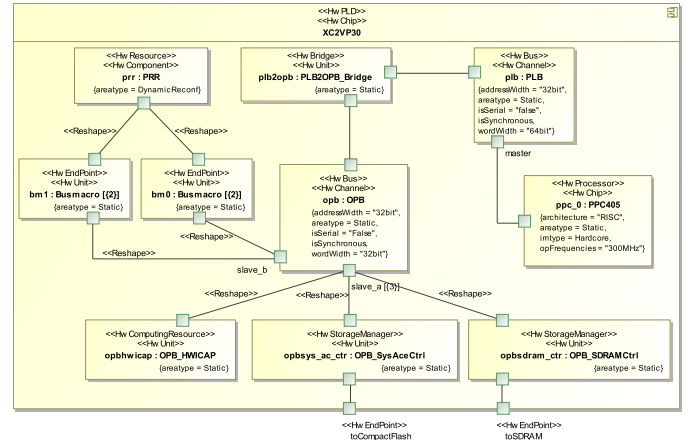 <<Hw PLD>>
<<Hw Chip>>
XC2VP30
<<Hw Resource>>
<<Hw Component>>
prr : PRR
{areatype = DynamicReconf}
<<Hw Bridge>>
<<Hw Unit>>
plb2opb : PLB2OPB_Bridge
{areatype = Static}
<<Hw Bus>>
<<Hw Channel>>
plb : PLB
{addressWidth = "32bit",
areatype = Static,
isSerial = "false",
isSynchronous,
wordWidth = "64bit"}
master
<<Reshape>>
<<Reshape>>
<<Hw EndPoint>>
<<Hw Unit>>
bm1 : Busmacro [{2}]
{areatype = Static}
<<Hw EndPoint>>
<<Hw Unit>>
bm0 : Busmacro [{2}]
{areatype = Static}
<<Hw Bus>>
<<Hw Channel>>
opb : OPB
{addressWidth = "32bit",
areatype = Static,
isSerial = "False",
isSynchronous,
wordWidth = "32bit"}
<<Hw Processor>>
<<Hw Chip>>
ppc_0 : PPC405
{architecture = "RISC",
areatype = Static,
imtype = Hardcore,
opFrequencies = "300MHz"}
<<Reshape>>
<<Reshape>>
slave_b
slave_a [{3}]
<<Reshape>>
<<Reshape>>
<<Reshape>>
<<Hw ComputingResource>>
<<Hw Unit>>
opbhwicap : OPB_HWICAP
{areatype = Static}
<<Hw StorageManager>>
<<Hw Unit>>
opbsys_ac_ctr : OPB_SysAceCtrl
{areatype = Static}
<<Hw StorageManager>>
<<Hw Unit>>
opbsdram_ctr : OPB_SDRAMCtrl
{areatype = Static}
<<Hw EndPoint>>
toCompactFlash
<<Hw EndPoint>>
toSDRAM